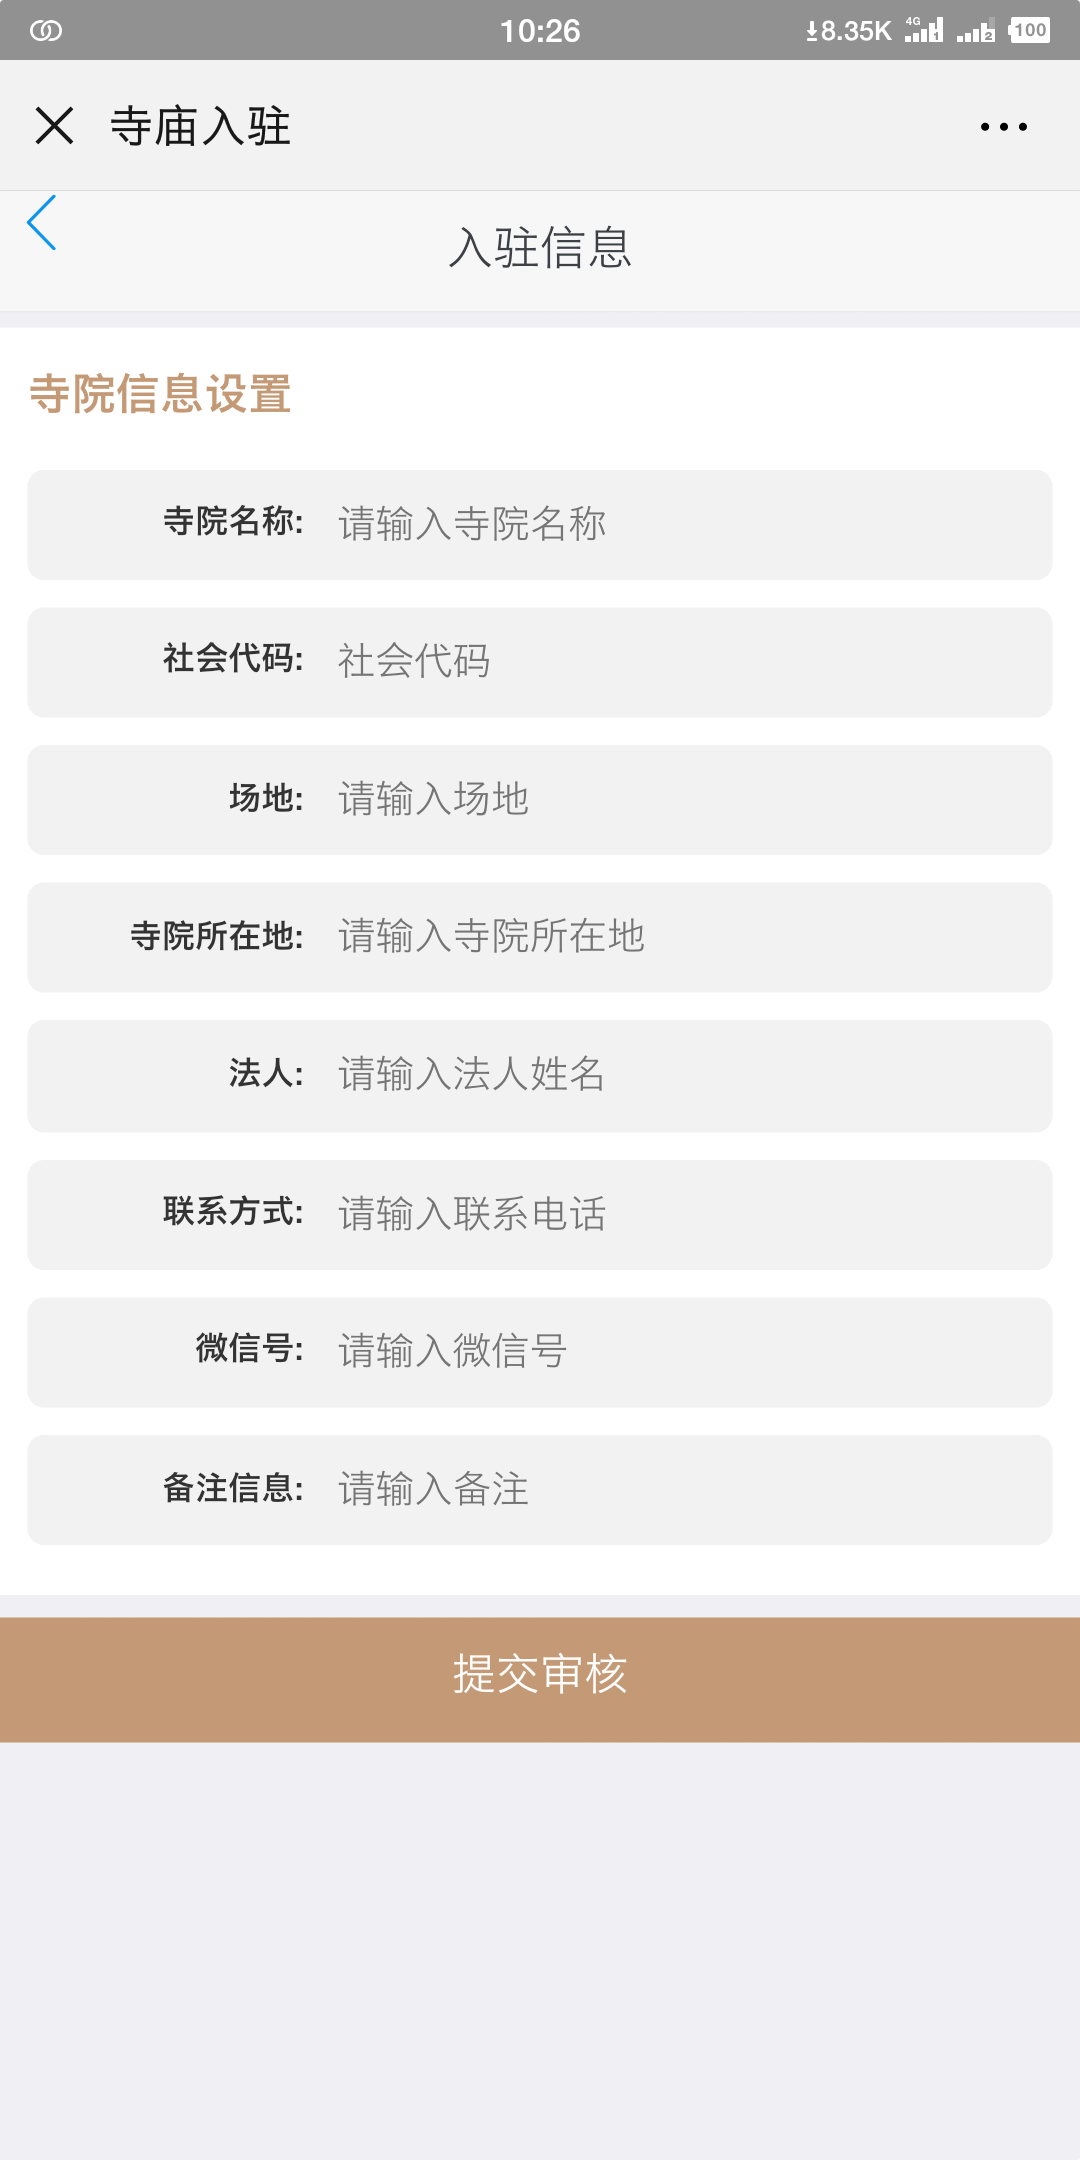 10:26 8.35K 4G 1 2 100
寺庙入驻
入驻信息
寺院信息设置
寺院名称: 请输入寺院名称
社会代码: 社会代码
场地: 请输入场地
寺院所在地: 请输入寺院所在地
法人: 请输入法人姓名
联系方式: 请输入联系电话
微信号: 请输入微信号
备注信息: 请输入备注
提交审核